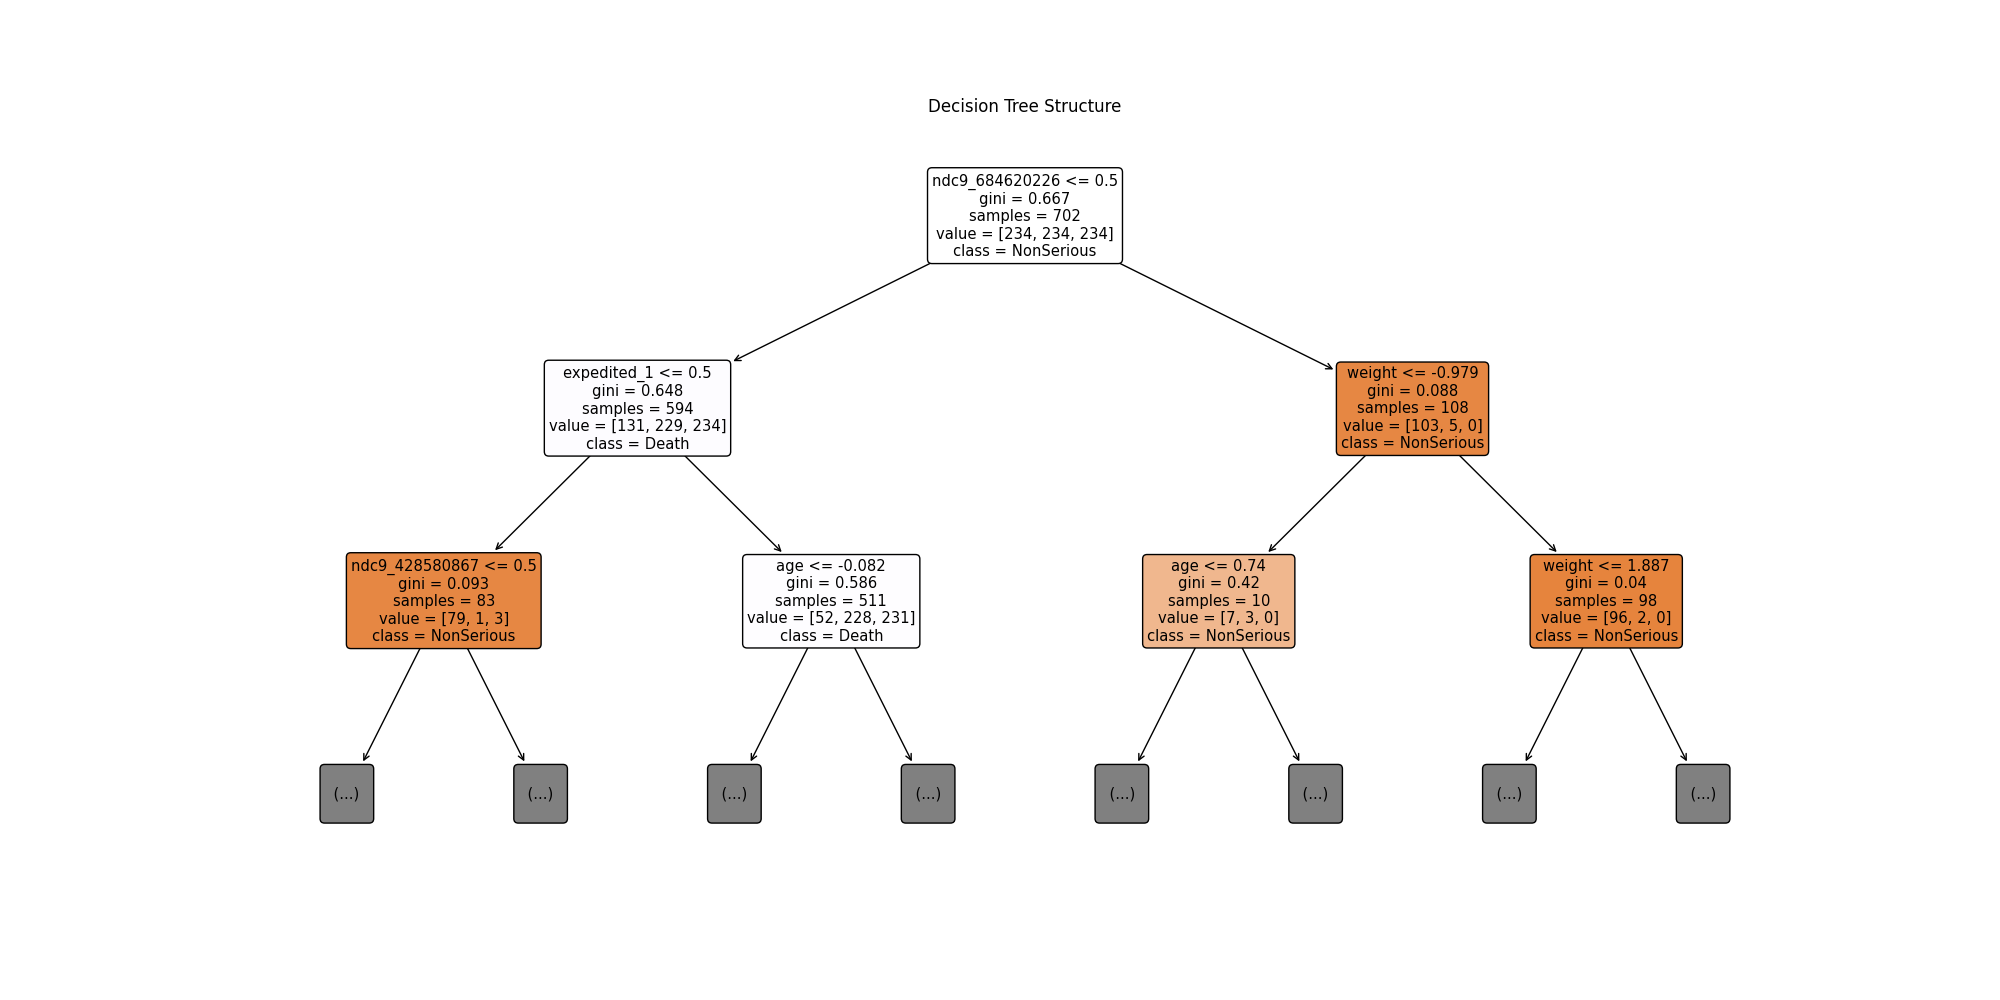 Decision Tree Structure
ndc9_684620226 <= 0.5
gini = 0.667
samples = 702
value = [234, 234, 234]
class = NonSerious
expedited_1 <= 0.5
gini = 0.648
samples = 594
value = [131, 229, 234]
class = Death
weight <= -0.979
gini = 0.088
samples = 108
value = [103, 5, 0]
class = NonSerious
ndc9_428580867 <= 0.5
gini = 0.093
samples = 83
value = [79, 1, 3]
class = NonSerious
age <= -0.082
gini = 0.586
samples = 511
value = [52, 228, 231]
class = Death
age <= 0.74
gini = 0.42
samples = 10
value = [7, 3, 0]
class = NonSerious
weight <= 1.887
gini = 0.04
samples = 98
value = [96, 2, 0]
class = NonSerious
(...)
(...)
(...)
(...)
(...)
(...)
(...)
(...)